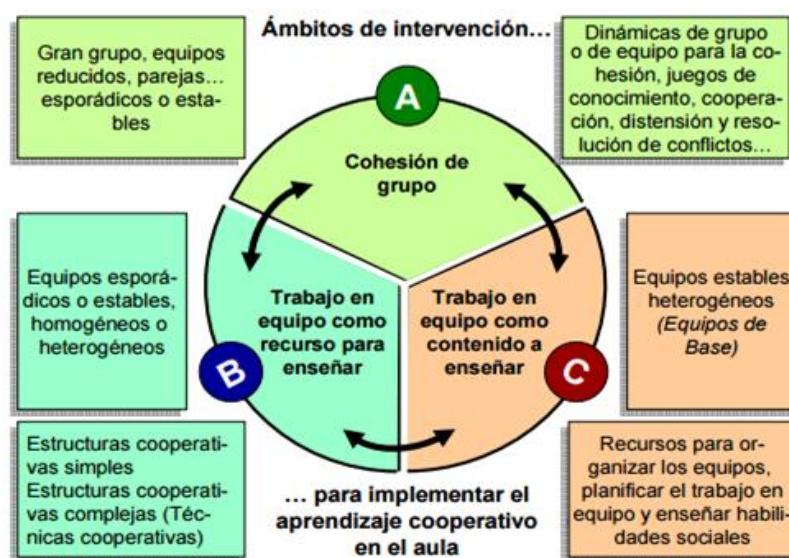 Ámbitos de intervención…
Gran grupo, equipos
reducidos, parejas…
esporádicos o esta-
bles
Dinámicas de grupo
o de equipo para la co-
hesión, juegos de
conocimiento, coopera-
ción, distensión y reso-
lución de conflictos…
A
Cohesión de
grupo
Equipos esporá-
dicos o estables,
homogéneos o
heterogéneos
Trabajo en
equipo como
recurso para
enseñar
B
Trabajo en
equipo como
contenido a
enseñar
C
Equipos estables
heterogéneos
(Equipos de
Base)
Estructuras cooperati-
vas simples
Estructuras cooperati-
vas complejas (Téc-
nicas cooperativas)
… para implementar el
aprendizaje cooperativo
en el aula
Recursos para or-
ganizar los equipos,
planificar el trabajo en
equipo y enseñar habili-
dades sociales